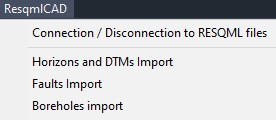 ResqmlCAD
Connection / Disconnection to RESQML files
Horizons and DTMs Import
Faults Import
Boreholes import